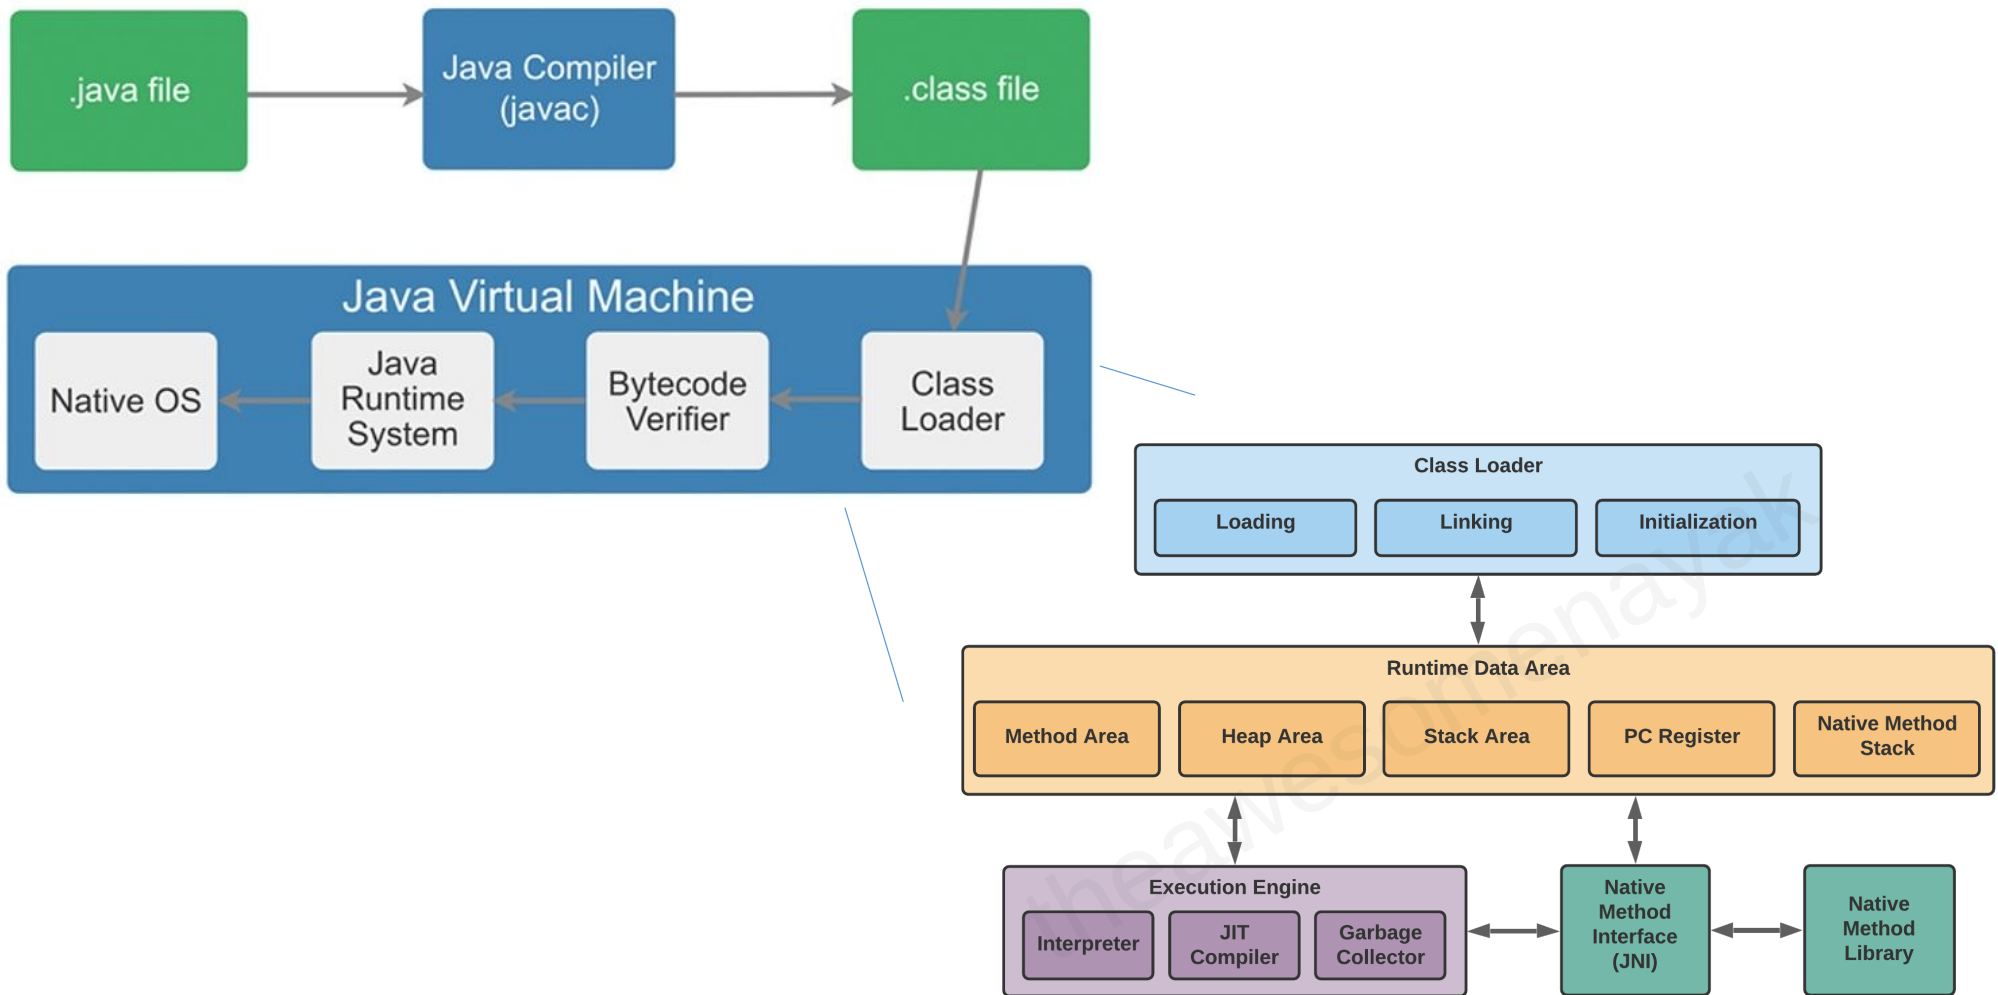 .java file
Java Compiler
(javac)
.class file
Java Virtual Machine
Native OS
Java
Runtime
System
Bytecode
Verifier
Class
Loader
Class Loader
Loading
Linking
Initialization
Runtime Data Area
Method Area
Heap Area
Stack Area
PC Register
Native Method
Stack
Execution Engine
Interpreter
JIT
Compiler
Garbage
Collector
Native
Method
Interface
(JNI)
Native
Method
Library
theawesomenayak